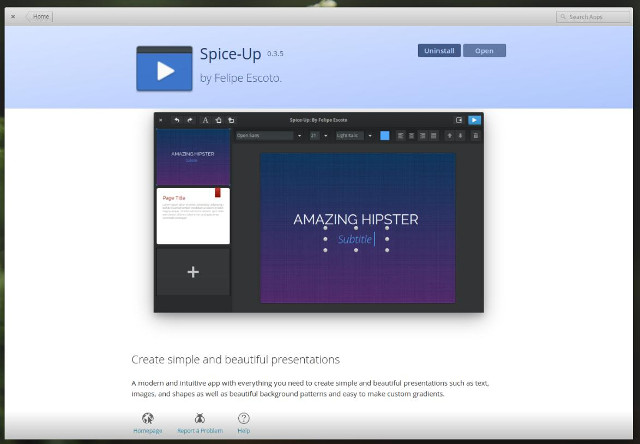 Home
Search Apps
Spice-Up 0.3.5
Uninstall
Open
by Felipe Escoto.
Spice-Up: By Felipe Escoto
Open Sans
21
Light Italic
AMAZING HIPSTER
Subtitle
Page Title
AMAZING HIPSTER
Subtitle
Create simple and beautiful presentations
A modern and intuitive app with everything you need to create simple and beautiful presentations such as text,
images, and shapes as well as beautiful background patterns and easy to make custom gradients.
Homepage
Report a Problem
Help